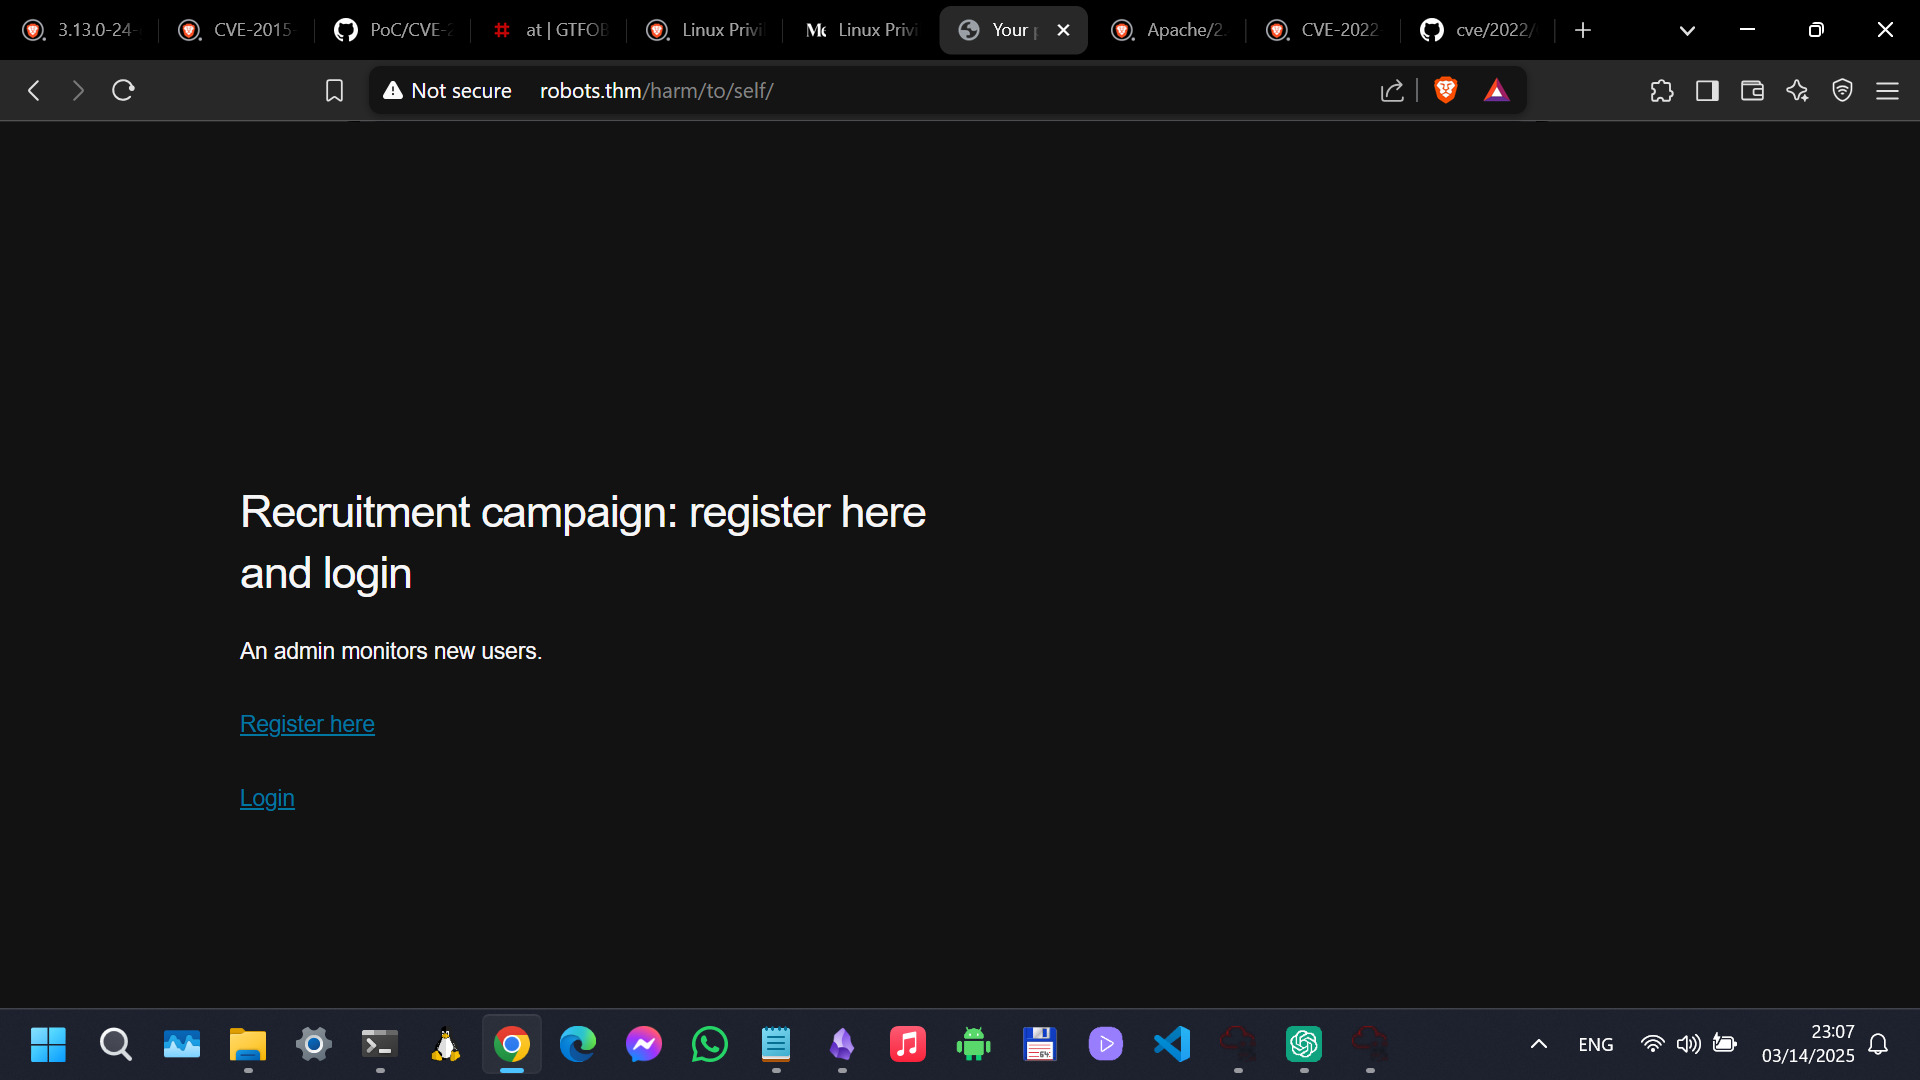 3.13.0-24-
CVE-2015-
PoC/CVE-2
at | GTFOB
Linux Privi
Linux Privi
Your
Apache/2.
CVE-2022
cve/2022/
Not secure robots.thm/harm/to/self/
Recruitment campaign: register here
and login
An admin monitors new users.
Register here
Login
64
ENG
23:07
03/14/2025